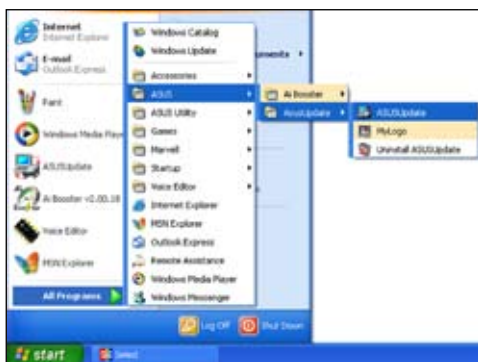 Internet
Internet Explorer
E-mail
Outlook Express
Paint
Windows Media Player
ASUSUpdate
Ai Booster v2.00.18
Voice Editor
MSN Explorer
All Programs
Windows Catalog
Windows Update
Accessories
ASUS
ASUS Utility
Games
Marvell
Startup
Voice Editor
Internet Explorer
MSN Explorer
Outlook Express
Remote Assistance
Windows Media Player
Windows Messenger
Ai Booster
AsusUpdate
ASUSUpdate
MyLogo
Uninstall ASUSUpdate
Log Off
Shut Down
start